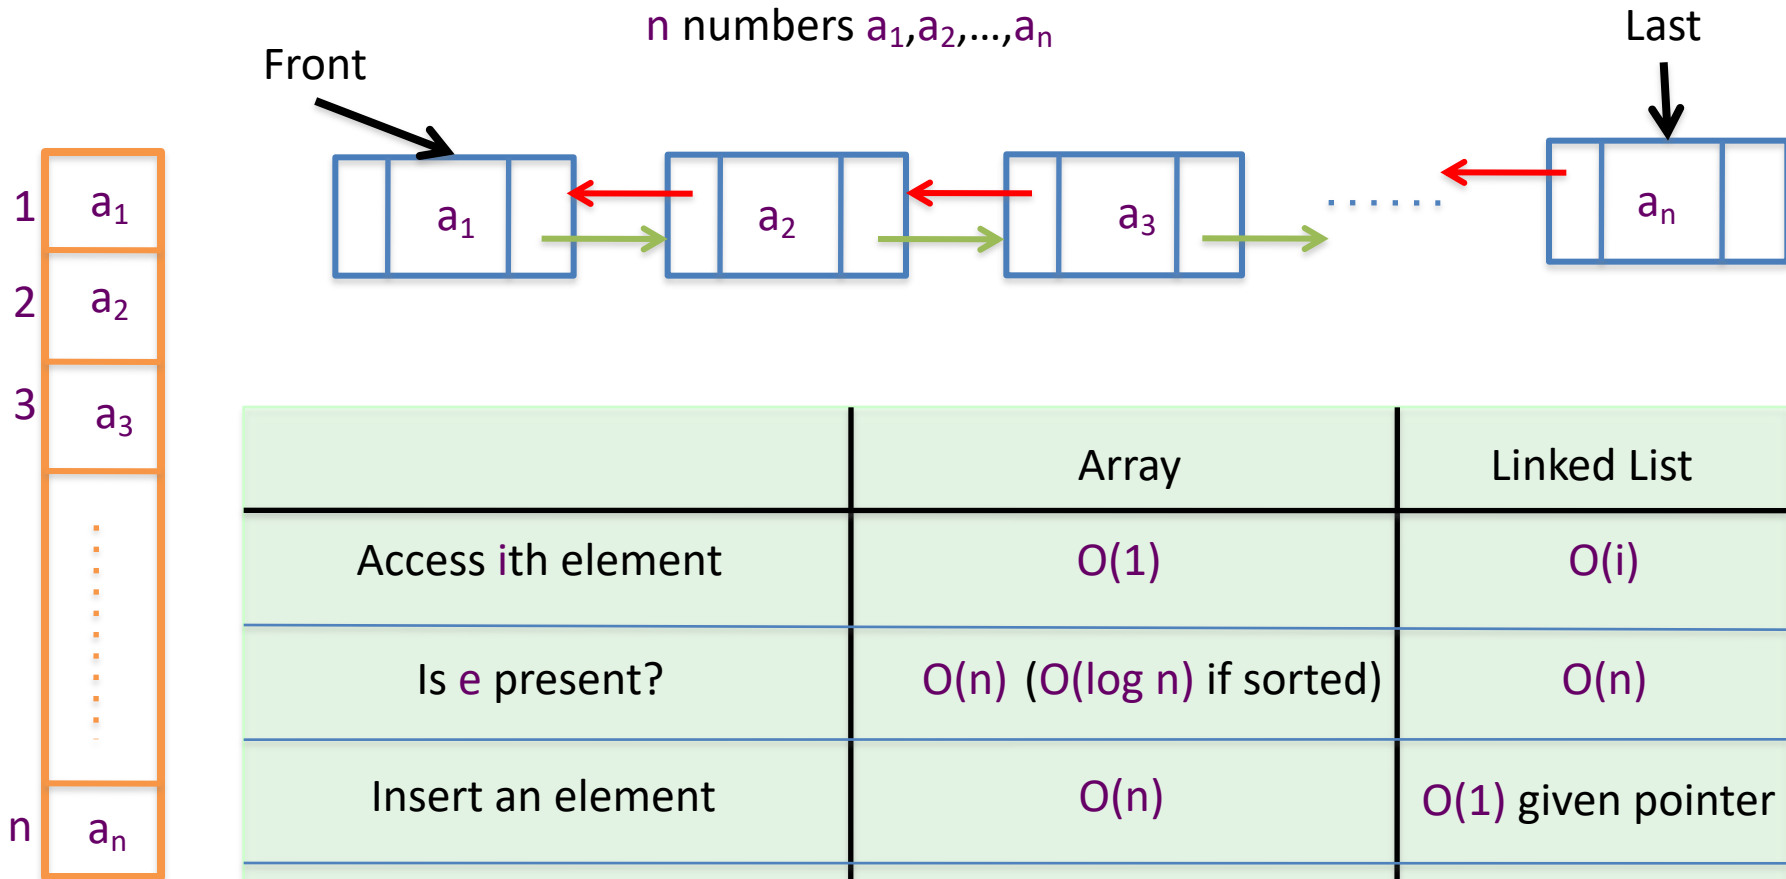 n numbers a₁,a₂,...,aₙ
Front
Last
a₁ a₂ a₃ aₙ
1 a₁
2 a₂
3 a₃
n aₙ
Array Linked List
Access ith element O(1) O(i)
Is e present? O(n) (O(log n) if sorted) O(n)
Insert an element O(n) O(1) given pointer